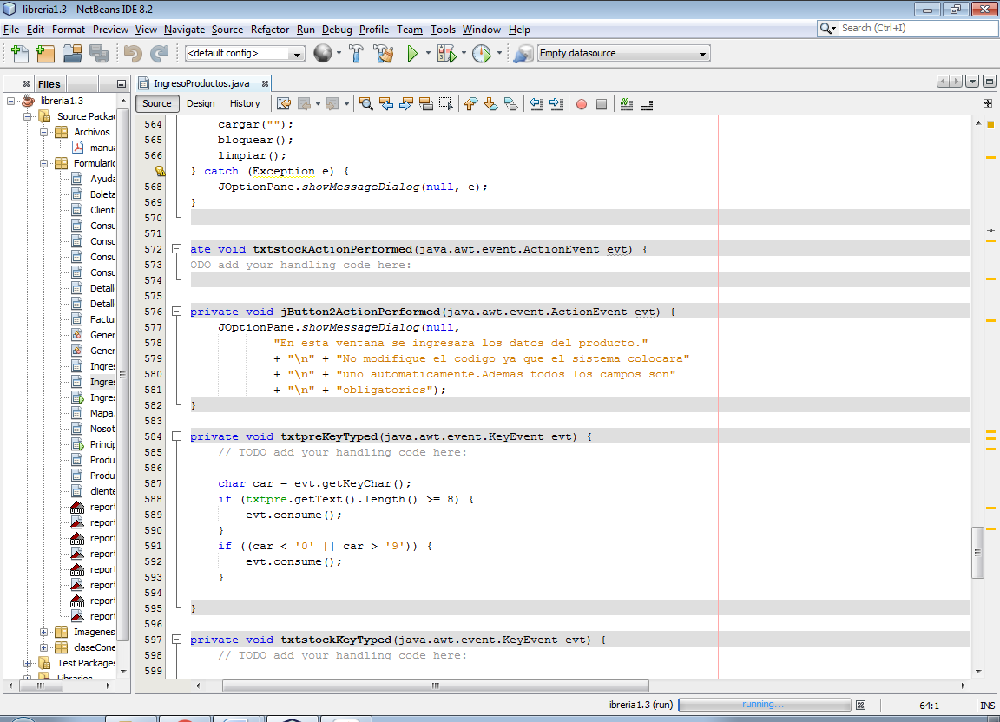 libreria1.3 - NetBeans IDE 8.2
File Edit Format Preview View Navigate Source Refactor Run Debug Profile Team Tools Window Help
Search (Ctrl+I)
<default config>
Empty datasource
Files
IngresoProductos.java
Source Design History
libreria1.3
Source Packag
Archivos
manua
Formulario
Ayuda
Boleta
Cliente
Consu
Consu
Consu
Consu
Detalle
Detalle
Factur
Gener
Gener
Ingres
Ingres
Ingres
Mapa.
Nosot
Princip
Produ
Produ
cliente
report
report
report
report
report
report
report
report
Imagenes
claseCone
Test Packages
Libraries
564 cargar("");
565 bloquear();
566 limpiar();
} catch (Exception e) {
568 JOptionPane.showMessageDialog(null, e);
569 }
570
571
572 ate void txtstockActionPerformed(java.awt.event.ActionEvent evt) {
573 ODO add your handling code here:
574
575
576 private void jButton2ActionPerformed(java.awt.event.ActionEvent evt) {
577 JOptionPane.showMessageDialog(null,
578 "En esta ventana se ingresara los datos del producto."
579 + "\n" + "No modifique el codigo ya que el sistema colocara"
580 + "\n" + "uno automaticamente.Ademas todos los campos son"
581 + "\n" + "obligatorios");
582 }
583
584 private void txtpreKeyTyped(java.awt.event.KeyEvent evt) {
585 // TODO add your handling code here:
586
587 char car = evt.getKeyChar();
588 if (txtpre.getText().length() >= 8) {
589 evt.consume();
590 }
591 if ((car < '0' || car > '9')) {
592 evt.consume();
593 }
594
595 }
596
597 private void txtstockKeyTyped(java.awt.event.KeyEvent evt) {
598 // TODO add your handling code here:
599
libreria1.3 (run) running... 64:1 INS